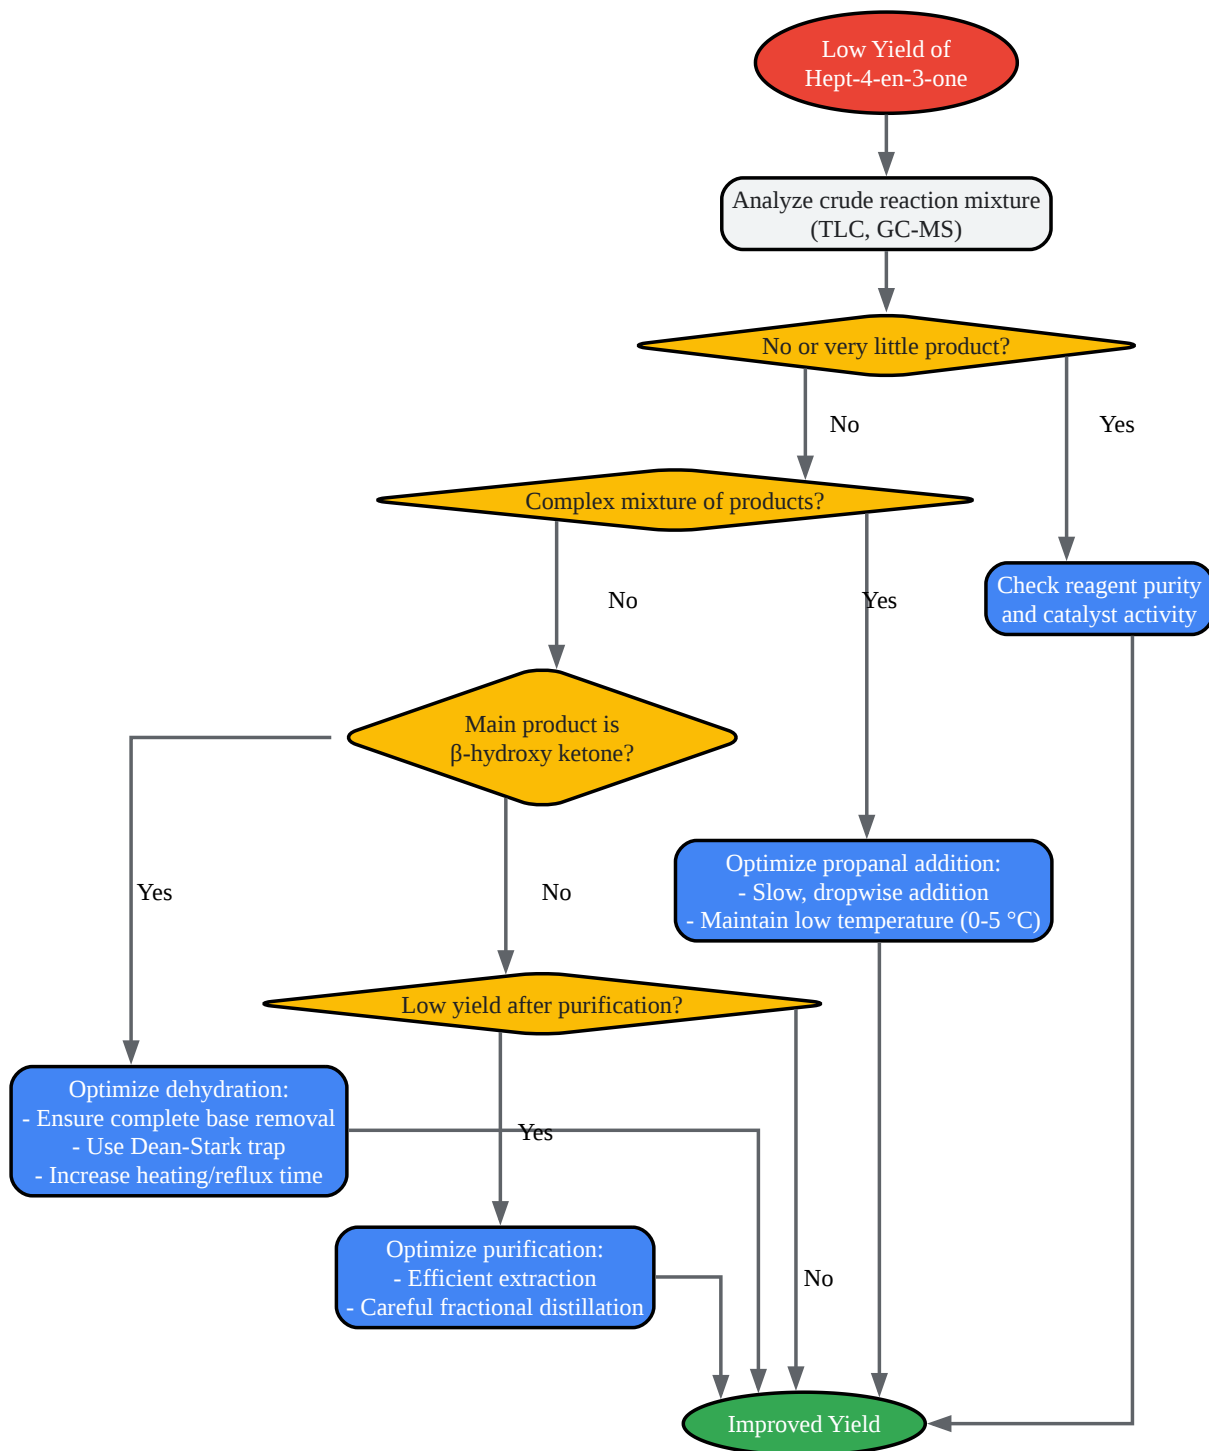 Low Yield of
Hept-4-en-3-one
Analyze crude reaction mixture
(TLC, GC-MS)
No or very little product?
No
Yes
Complex mixture of products?
No
Yes
Check reagent purity
and catalyst activity
Main product is
β-hydroxy ketone?
Yes
No
Optimize propanal addition:
- Slow, dropwise addition
- Maintain low temperature (0-5 °C)
Low yield after purification?
Optimize dehydration:
- Ensure complete base removal
- Use Dean-Stark trap
- Increase heating/reflux time
Yes
No
Optimize purification:
- Efficient extraction
- Careful fractional distillation
Improved Yield